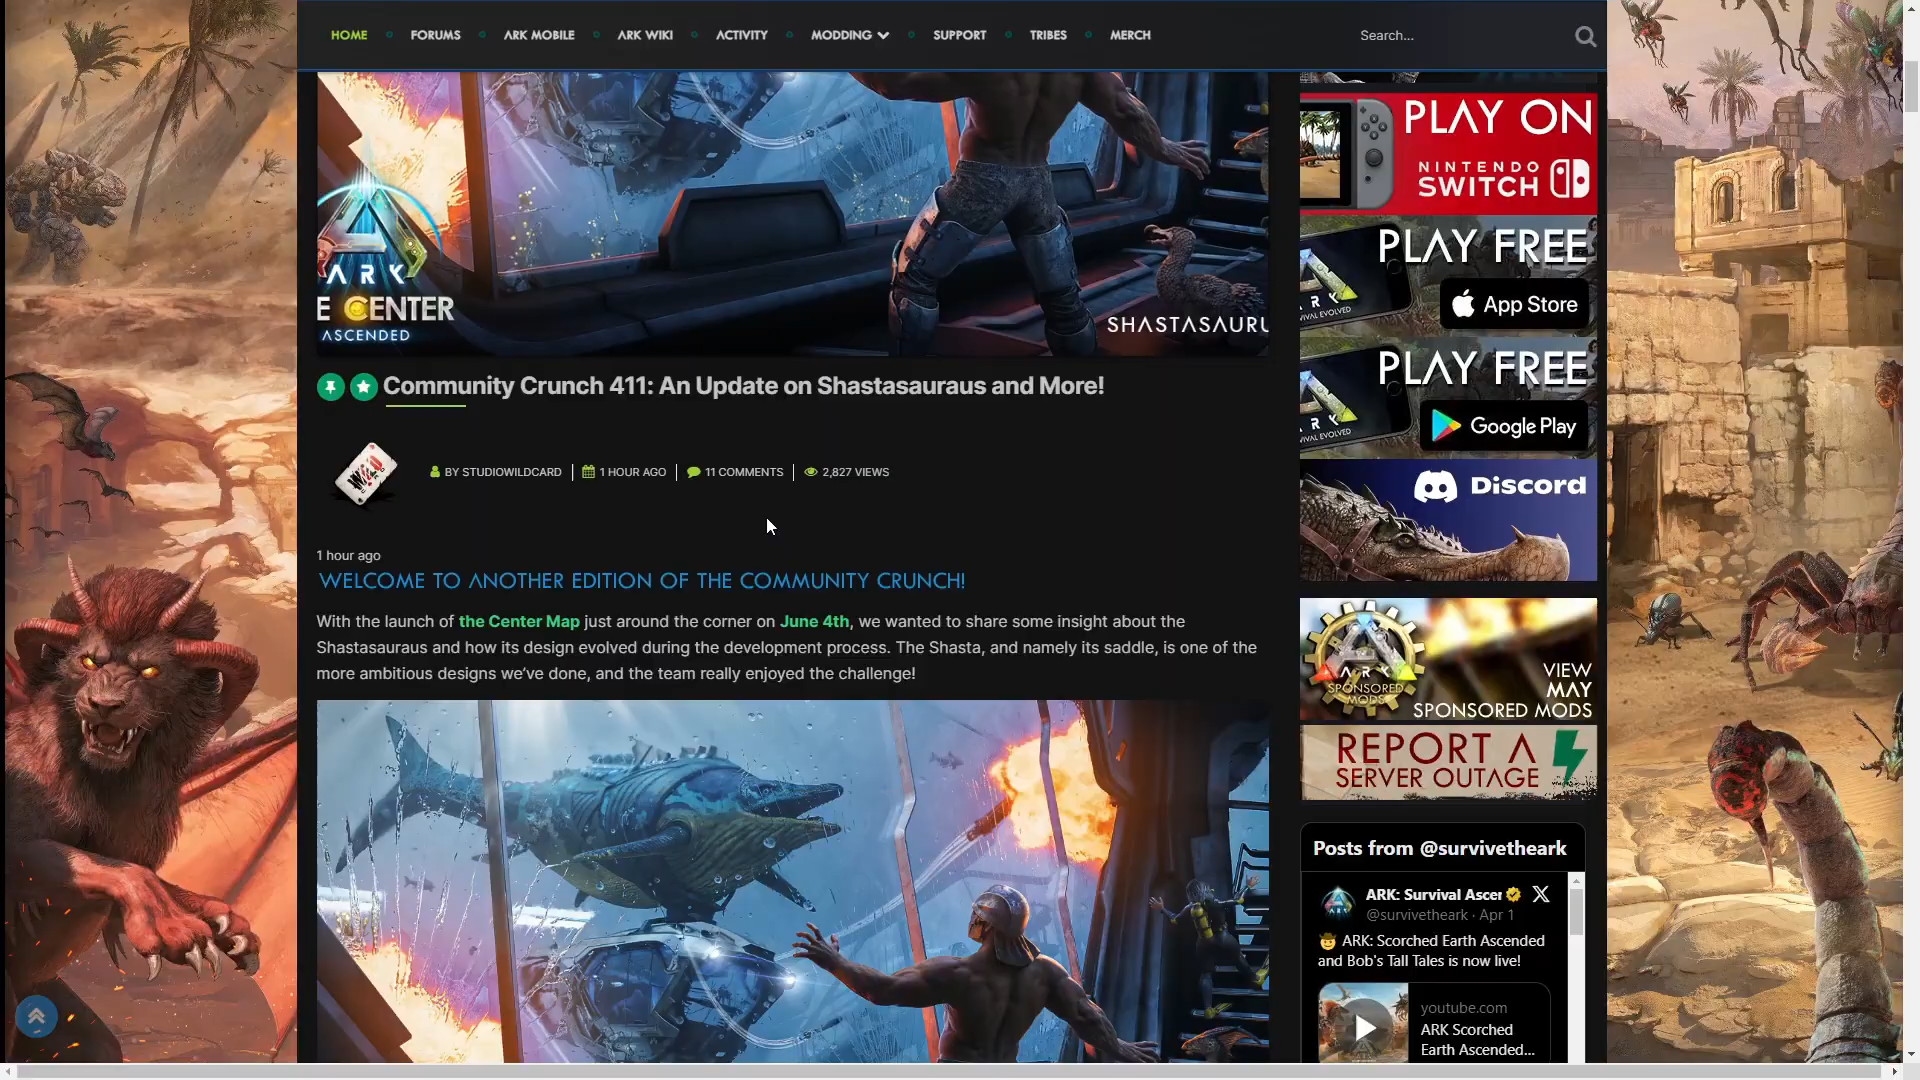 HOME
FORUMS
ARK MOBILE
ARK WIKI
ACTIVITY
MODDING
SUPPORT
TRIBES
MERCH
Search...
ARK
E CENTER
ASCENDED
SHASTASAURU
Community Crunch 411: An Update on Shastasauraus and More!
BY STUDIOWILDCARD
1 HOUR AGO
11 COMMENTS
2,827 VIEWS
1 hour ago
WELCOME TO ANOTHER EDITION OF THE COMMUNITY CRUNCH!
With the launch of the Center Map just around the corner on June 4th, we wanted to share some insight about the
Shastasauraus and how its design evolved during the development process. The Shasta, and namely its saddle, is one of the
more ambitious designs we've done, and the team really enjoyed the challenge!
PLAY ON
NINTENDO
SWITCH
PLAY FREE
App Store
PLAY FREE
Google Play
Discord
ARK
SPONSORED
MODS
VIEW
MAY
SPONSORED MODS
REPORT A
SERVER OUTAGE
Posts from @survivetheark
ARK: Survival Ascen
@survivetheark · Apr 1
ARK: Scorched Earth Ascended
and Bob's Tall Tales is now live!
youtube.com
ARK Scorched
Earth Ascended...